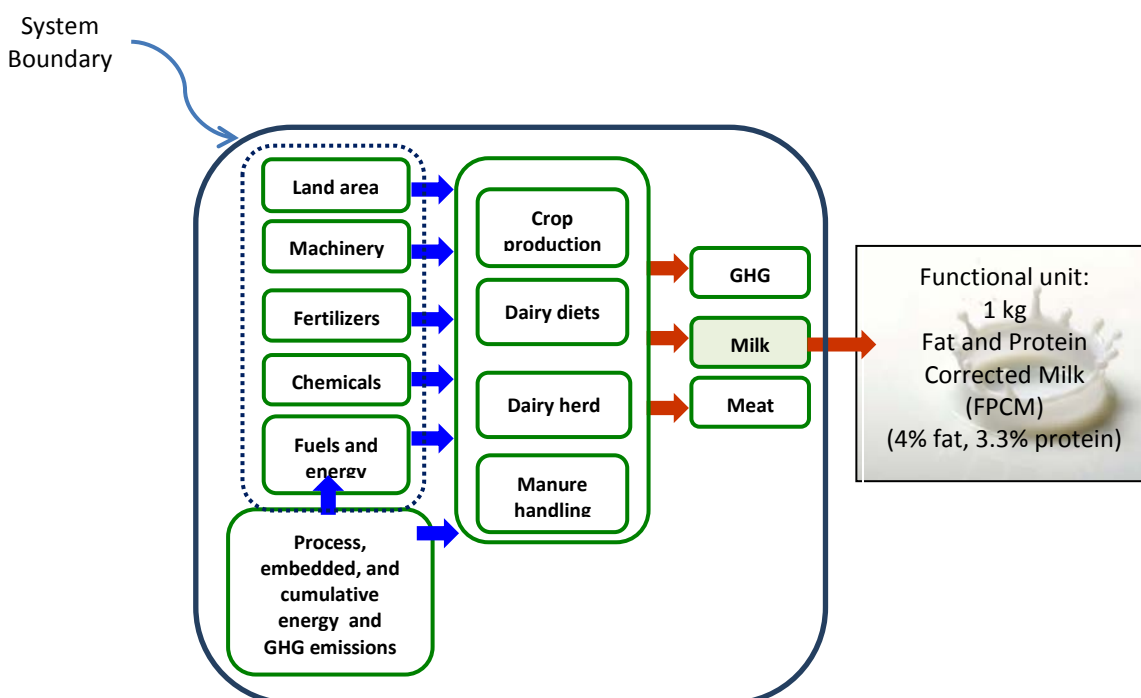 System
Boundary
Land area
Machinery
Fertilizers
Chemicals
Fuels and
energy
Process,
embedded, and
cumulative
energy and
GHG emissions
Crop
production
Dairy diets
Dairy herd
Manure
handling
GHG
Milk
Meat
Functional unit:
1 kg
Fat and Protein
Corrected Milk
(FPCM)
(4% fat, 3.3% protein)